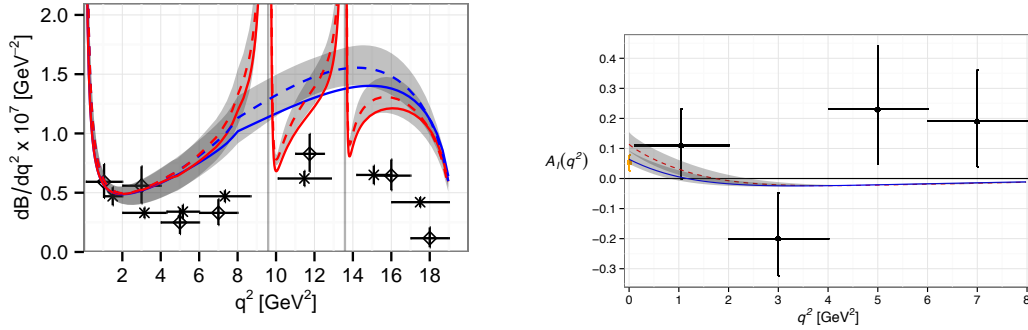 dB/dq² x 10⁷ [GeV⁻²]
2.0
1.5
1.0
0.5
0.0
2 4 6 8 10 12 14 16 18
q² [GeV²]
A_I(q²)
0.4
0.3
0.2
0.1
0.0
−0.1
−0.2
−0.3
0 1 2 3 4 5 6 7 8
q² [GeV²]